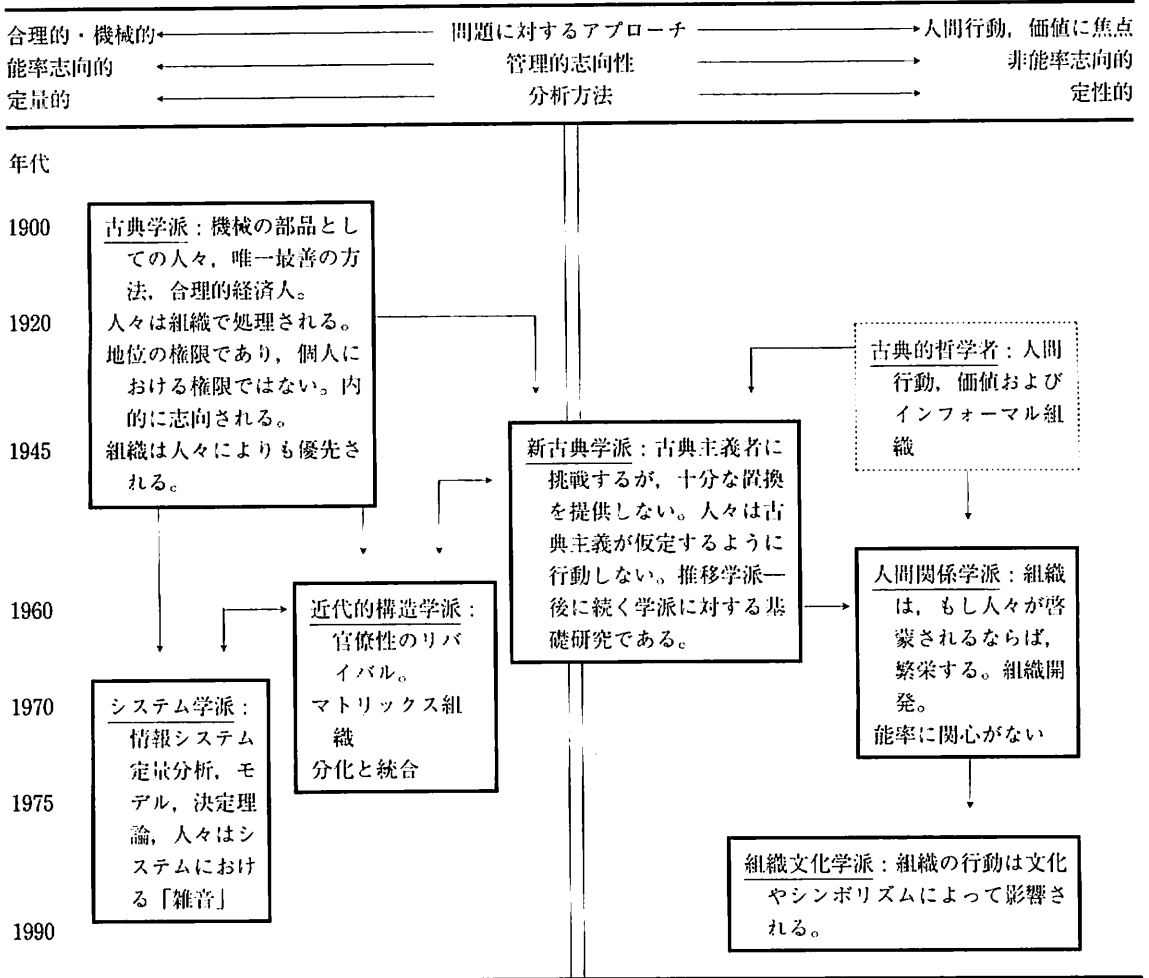 合理的・機械的 問題に対するアプローチ 人間行動，価値に焦点
能率志向的 管理的志向性 非能率志向的
定量的 分析方法 定性的
年代
1900
1920
1945
1960
1970
1975
1990
古典学派：機械の部品とし
ての人々，唯一最善の方
法，合理的経済人。
人々は組織で処理される。
地位の権限であり，個人に
おける権限ではない。内
的に志向される。
組織は人々によりも優先さ
れる。
古典的哲学者：人間
行動，価値および
インフォーマル組
織
新古典学派：古典主義者に
挑戦するが，十分な置換
を提供しない。人々は古
典主義が仮定するように
行動しない。推移学派—
後に続く学派に対する基
礎研究である。
人間関係学派：組織
は，もし人々が啓
蒙されるならば，
繁栄する。組織開
発。
能率に関心がない
近代的構造学派：
官僚性のリバ
イバル。
マトリックス組
織
分化と統合
システム学派：
情報システム
定量分析，モ
デル，決定理
論，人々はシ
ステムにおけ
る「雑音」
組織文化学派：組織の行動は文化
やシンボリズムによって影響さ
れる。